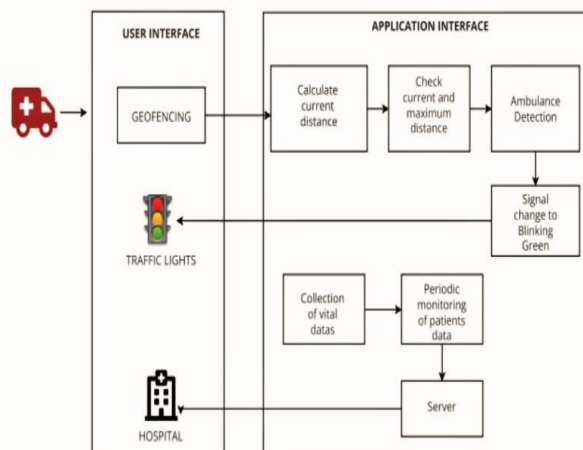 USER INTERFACE
APPLICATION INTERFACE
GEOFENCING
Calculate
current
distance
Check
current and
maximum
distance
Ambulance
Detection
Signal
change to
Blinking
Green
TRAFFIC LIGHTS
Collection
of vital
datas
Periodic
monitoring
of patients
data
Server
HOSPITAL